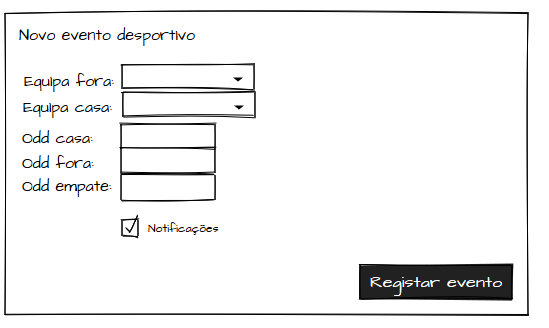 Novo evento desportivo
Equipa fora:
Equipa casa:
Odd casa:
Odd fora:
Odd empate:
Notificações
Registar evento